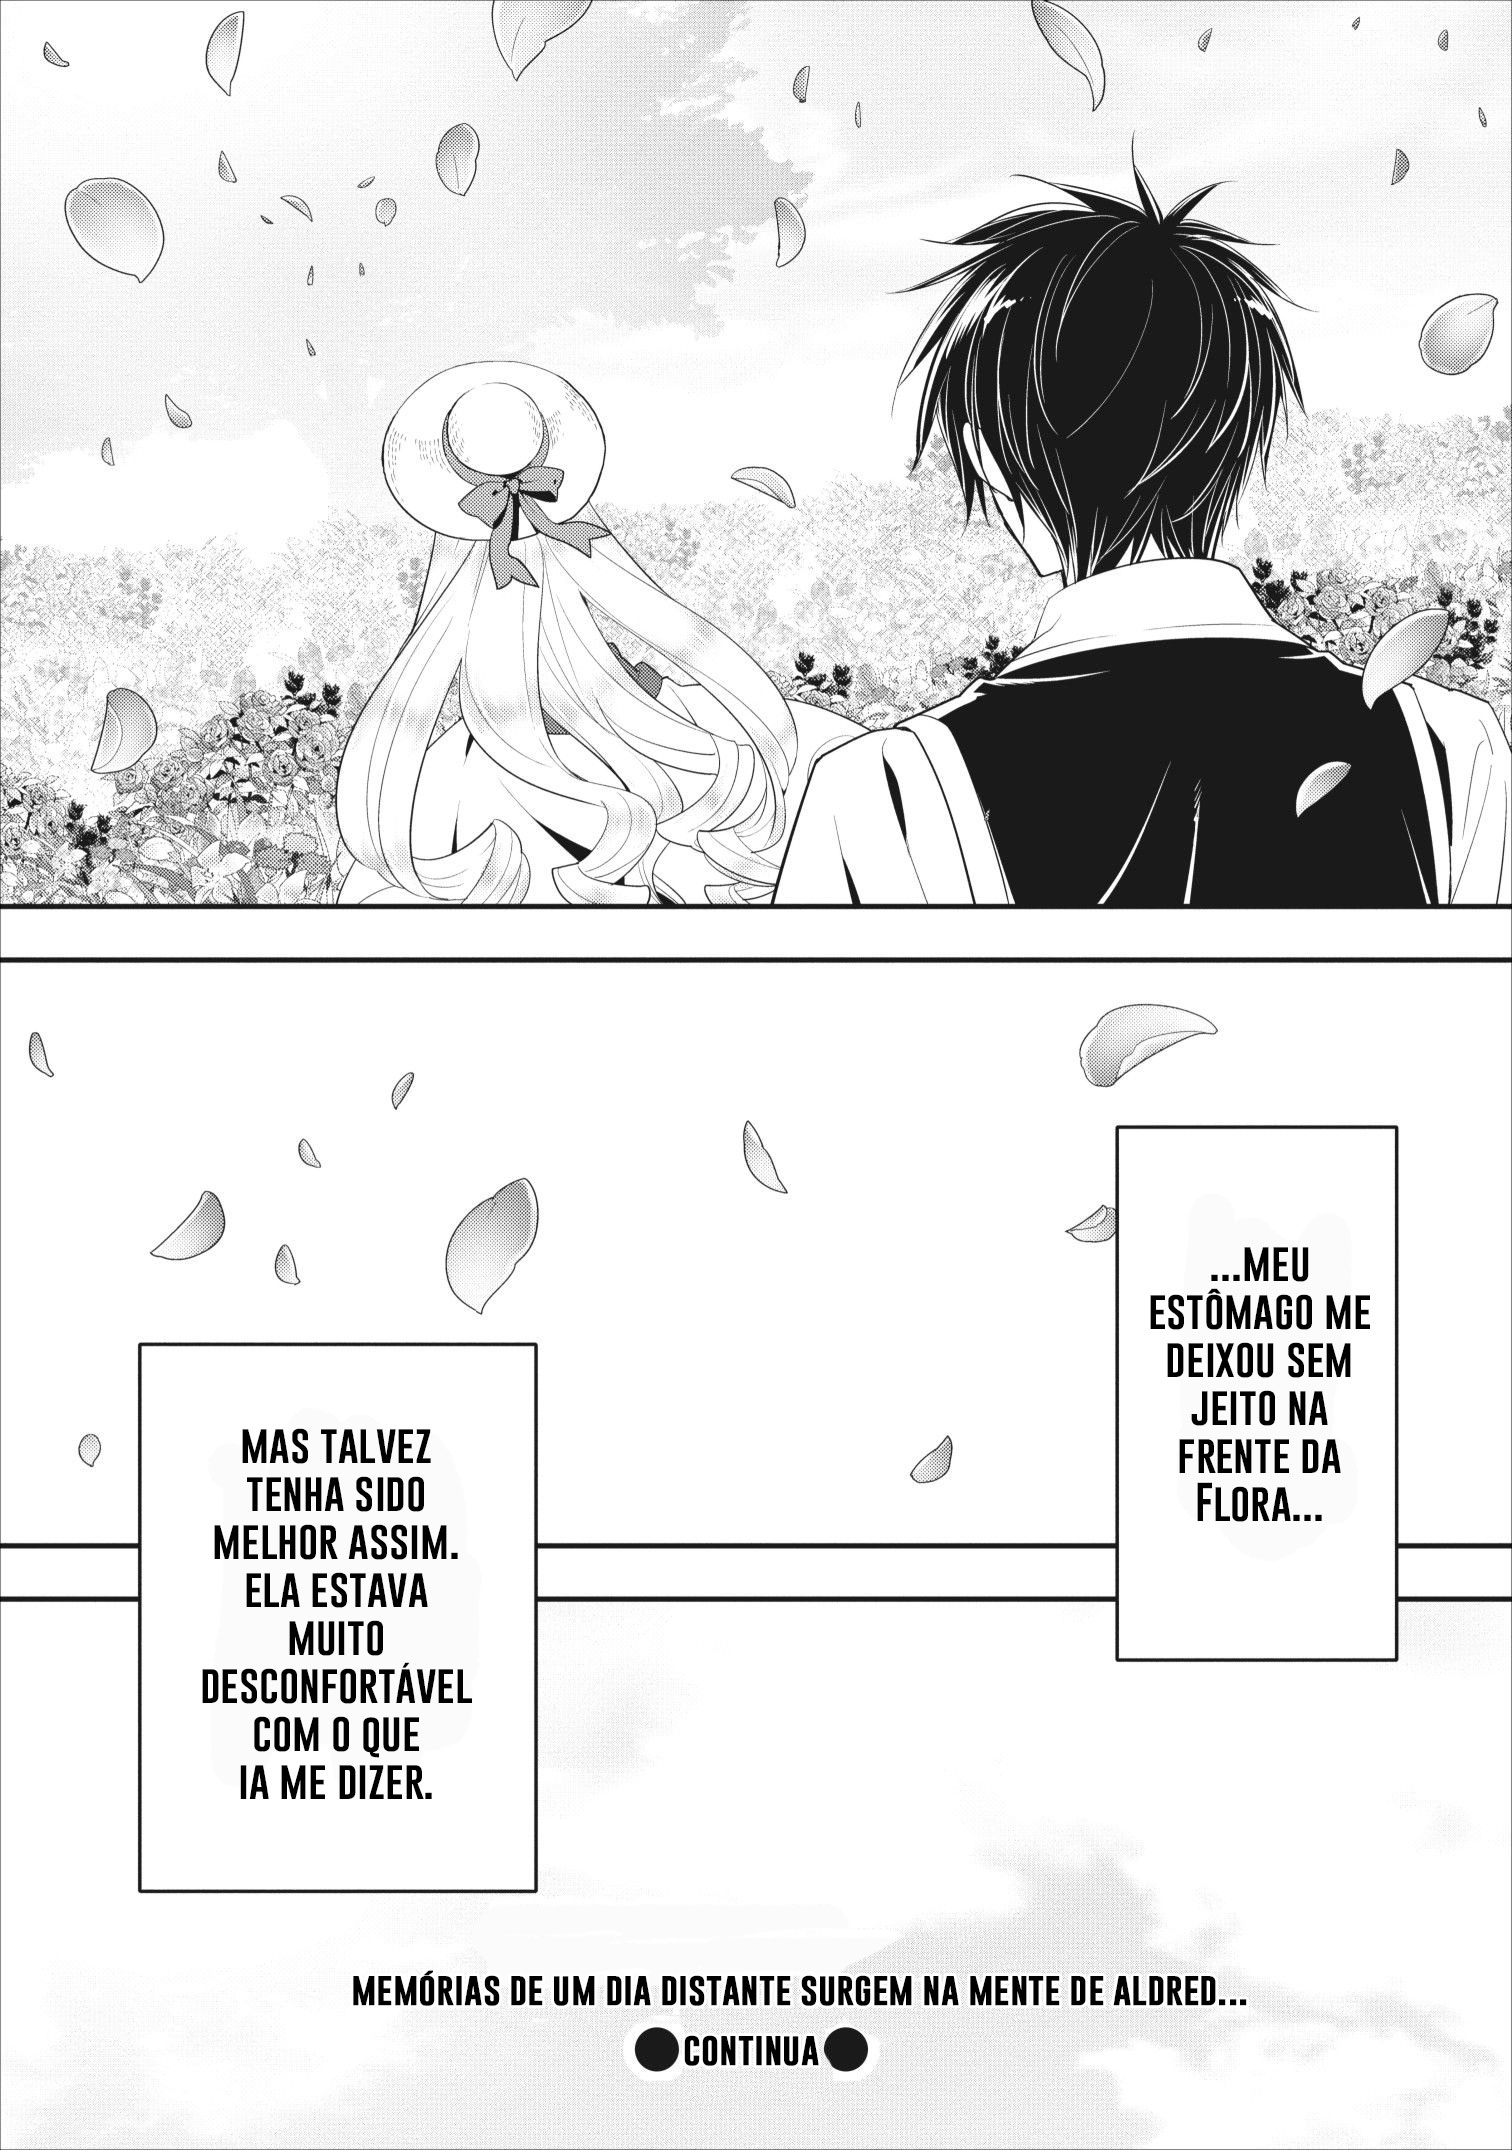 ...MEU
ESTÔMAGO ME
DEIXOU SEM
JEITO NA
FRENTE DA
FLORA...
MAS TALVEZ
TENHA SIDO
MELHOR ASSIM.
ELA ESTAVA
MUITO
DESCONFORTÁVEL
COM O QUE
IA ME DIZER.
MEMÓRIAS DE UM DIA DISTANTE SURGEM NA MENTE DE ALDRED...
●CONTINUA●